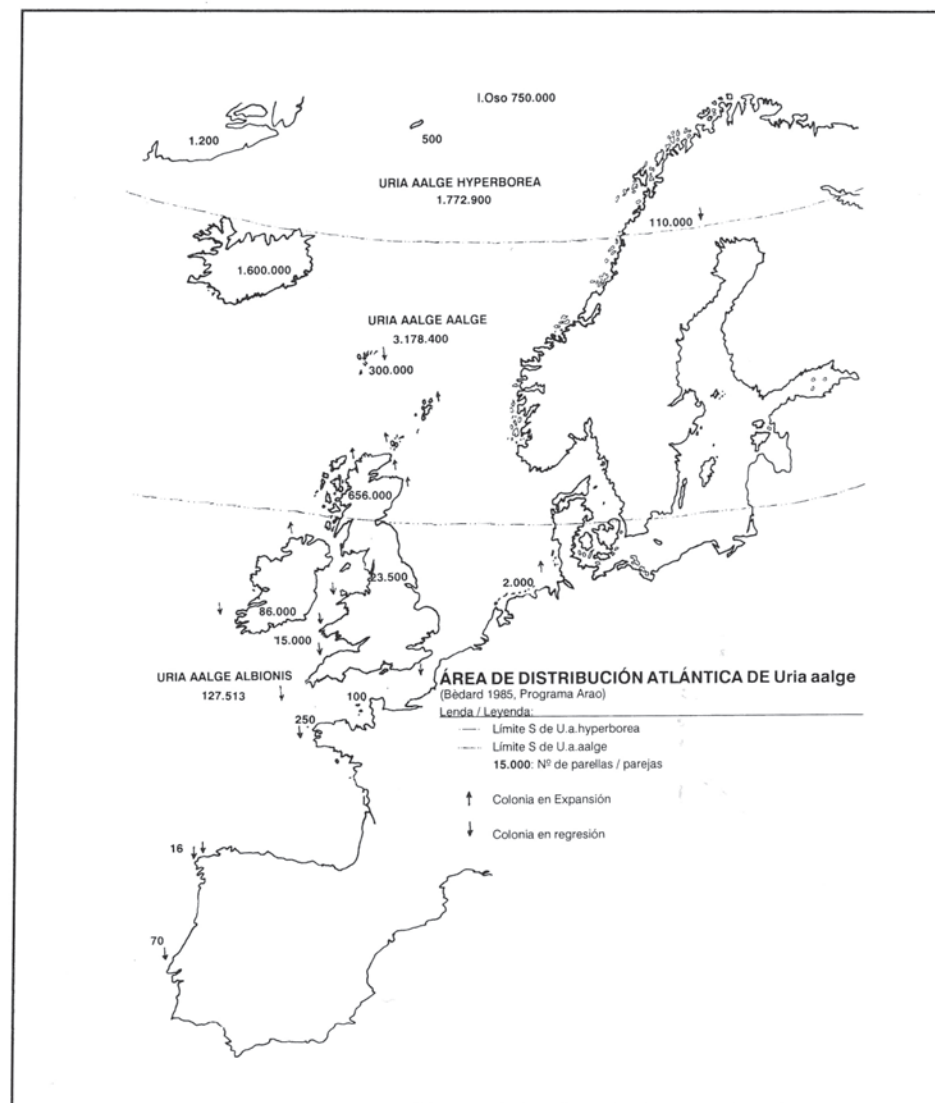 I.Oso 750.000
1.200
500
URIA AALGE HYPERBOREA
1.772.900
110.000
1.600.000
URIA AALGE AALGE
3.178.400
300.000
656.000
23.500
2.000
86.000
15.000
URIA AALGE ALBIONIS
127.513
100
250
ÁREA DE DISTRIBUCIÓN ATLÁNTICA DE Uria aalge
(Bèdard 1985, Programa Arao)
Lenda / Leyenda:
Límite S de U.a.hyperborea
Límite S de U.a.aalge
15.000: Nº de parellas / parejas
Colonia en Expansión
Colonia en regresión
16
70